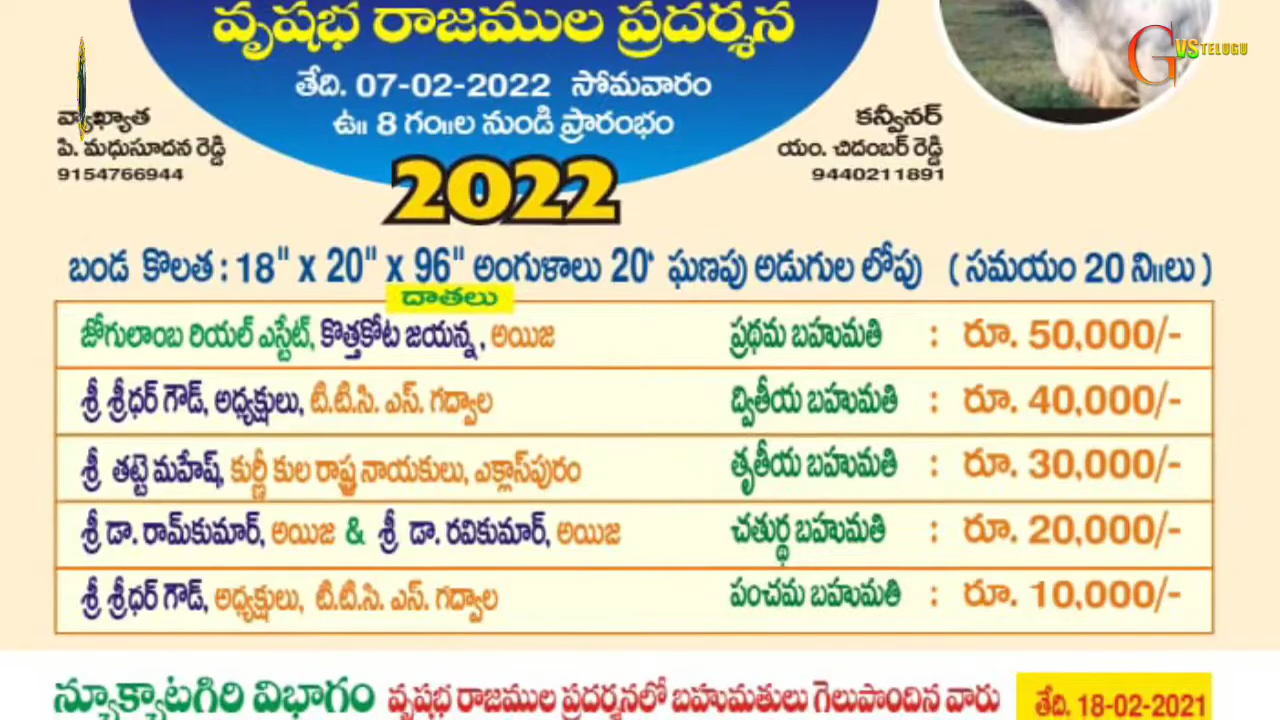 వృషభ రాజముల ప్రదర్శన
GVS TELUGU
తేది. 07-02-2022 సోమవారం
ఉ॥ 8 గం॥ల నుండి ప్రారంభం
వ్యాఖ్యాత
పి. మధుసూదన రెడ్డి
9154766944
కన్వీనర్
యం. చిదంబర్ రెడ్డి
9440211891
2022
బండ కొలత : 18" x 20" x 96" అంగుళాలు 20' ఘణపు అడుగుల లోపు ( సమయం 20 ని॥లు )
దాతలు
జోగులాంబ రియల్ ఎస్టేట్, కొత్తకోట జయన్న, అయిజ ప్రథమ బహుమతి : రూ. 50,000/-
శ్రీ శ్రీధర్ గౌడ్, అధ్యక్షులు, టి.టి.సి. ఎస్. గద్వాల ద్వితీయ బహుమతి : రూ. 40,000/-
శ్రీ తట్టె మహేష్, కుర్ణీ కుల రాష్ట్ర నాయకులు, ఎక్లాస్‌పురం తృతీయ బహుమతి : రూ. 30,000/-
శ్రీ డా. రామ్‌కుమార్, అయిజ & శ్రీ డా. రవికుమార్, అయిజ చతుర్థ బహుమతి : రూ. 20,000/-
శ్రీ శ్రీధర్ గౌడ్, అధ్యక్షులు, టి.టి.సి. ఎస్. గద్వాల పంచమ బహుమతి : రూ. 10,000/-
న్యూక్యాటగిరి విభాగం వృషభ రాజముల ప్రదర్శనలో బహుమతులు గెలుపొందిన వారు తేది. 18-02-2021